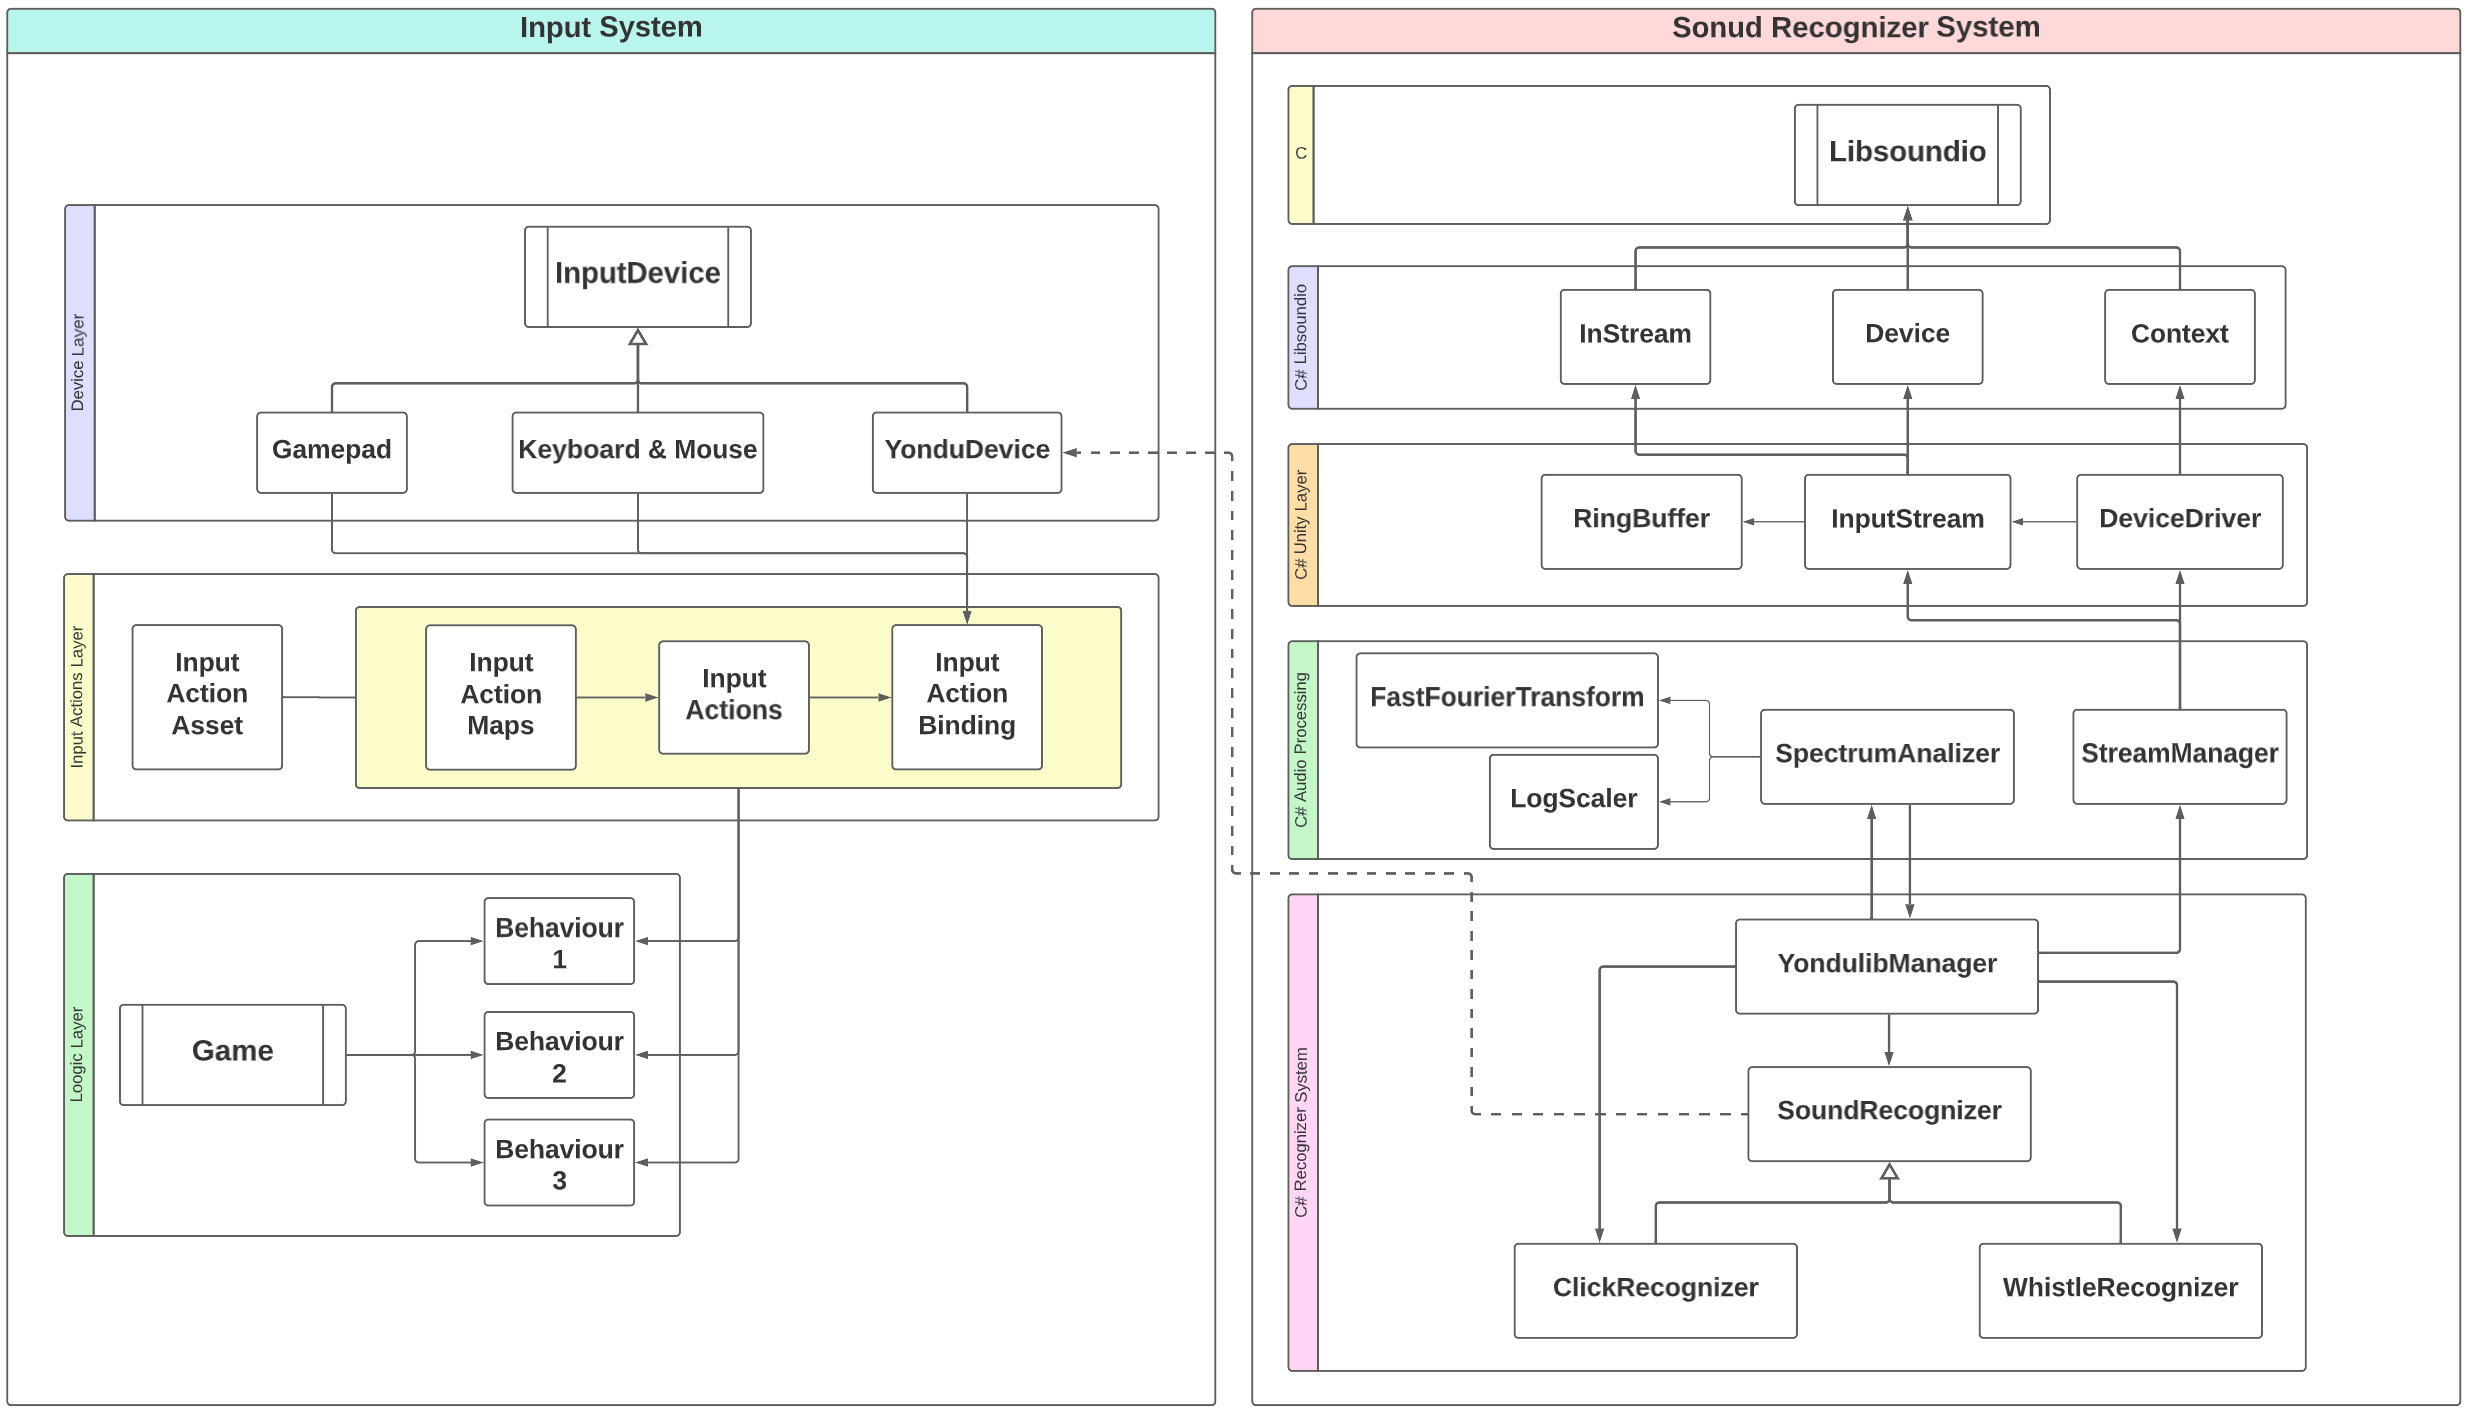 Input System
Device Layer
InputDevice
Gamepad
Keyboard & Mouse
YonduDevice
Input Actions Layer
Input
Action
Asset
Input
Action
Maps
Input
Actions
Input
Action
Binding
Loogic Layer
Game
Behaviour
1
Behaviour
2
Behaviour
3
Sonud Recognizer System
C
Libsoundio
C# Libsoundio
InStream
Device
Context
C# Unity Layer
RingBuffer
InputStream
DeviceDriver
C# Audio Processing
FastFourierTransform
LogScaler
SpectrumAnalizer
StreamManager
C# Recognizer System
YondulibManager
SoundRecognizer
ClickRecognizer
WhistleRecognizer